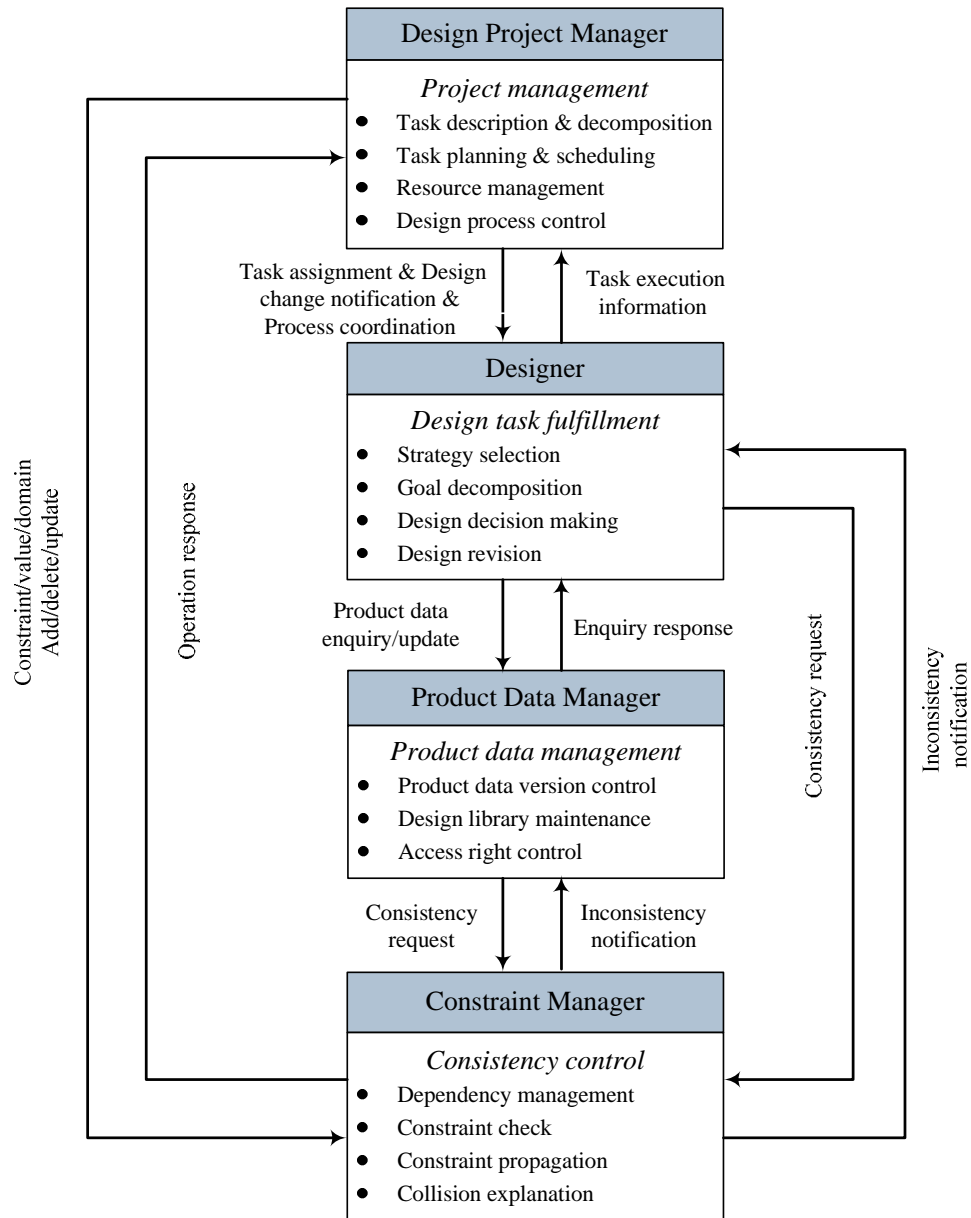 Design Project Manager
Project management
● Task description & decomposition
● Task planning & scheduling
● Resource management
● Design process control
Task assignment & Design
change notification &
Process coordination
Task execution
information
Designer
Design task fulfillment
● Strategy selection
● Goal decomposition
● Design decision making
● Design revision
Constraint/value/domain
Add/delete/update
Operation response
Product data
enquiry/update
Enquiry response
Consistency request
Inconsistency
notification
Product Data Manager
Product data management
● Product data version control
● Design library maintenance
● Access right control
Consistency
request
Inconsistency
notification
Constraint Manager
Consistency control
● Dependency management
● Constraint check
● Constraint propagation
● Collision explanation